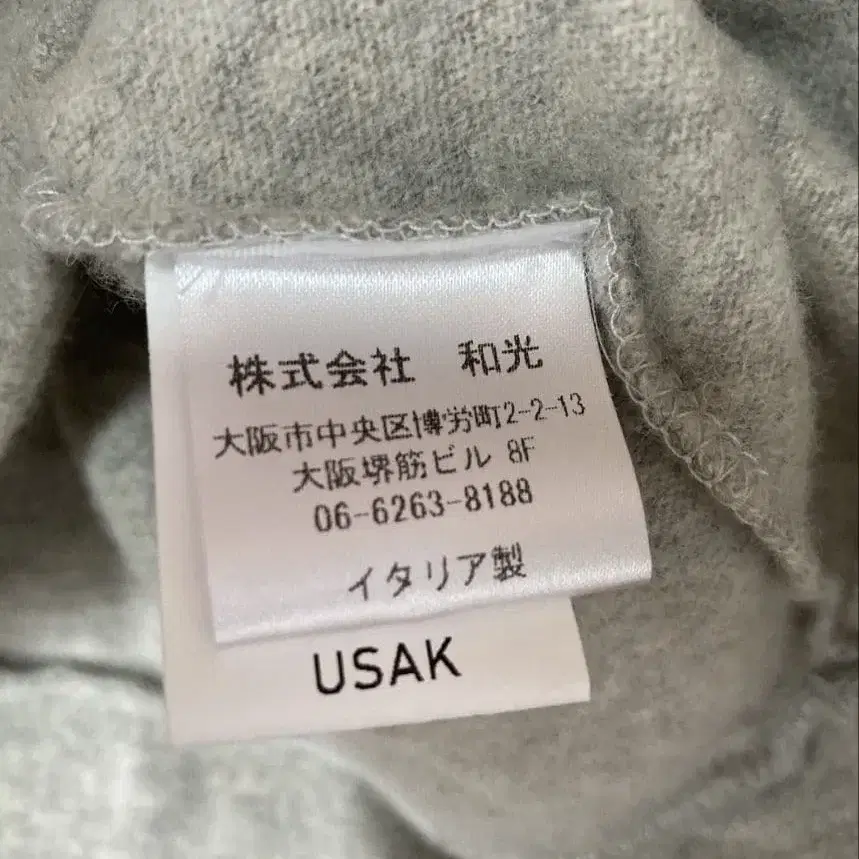 株式会社　和光
大阪市中央区博労町2-2-13
大阪堺筋ビル 8F
06-6263-8188
イタリア製
USAK